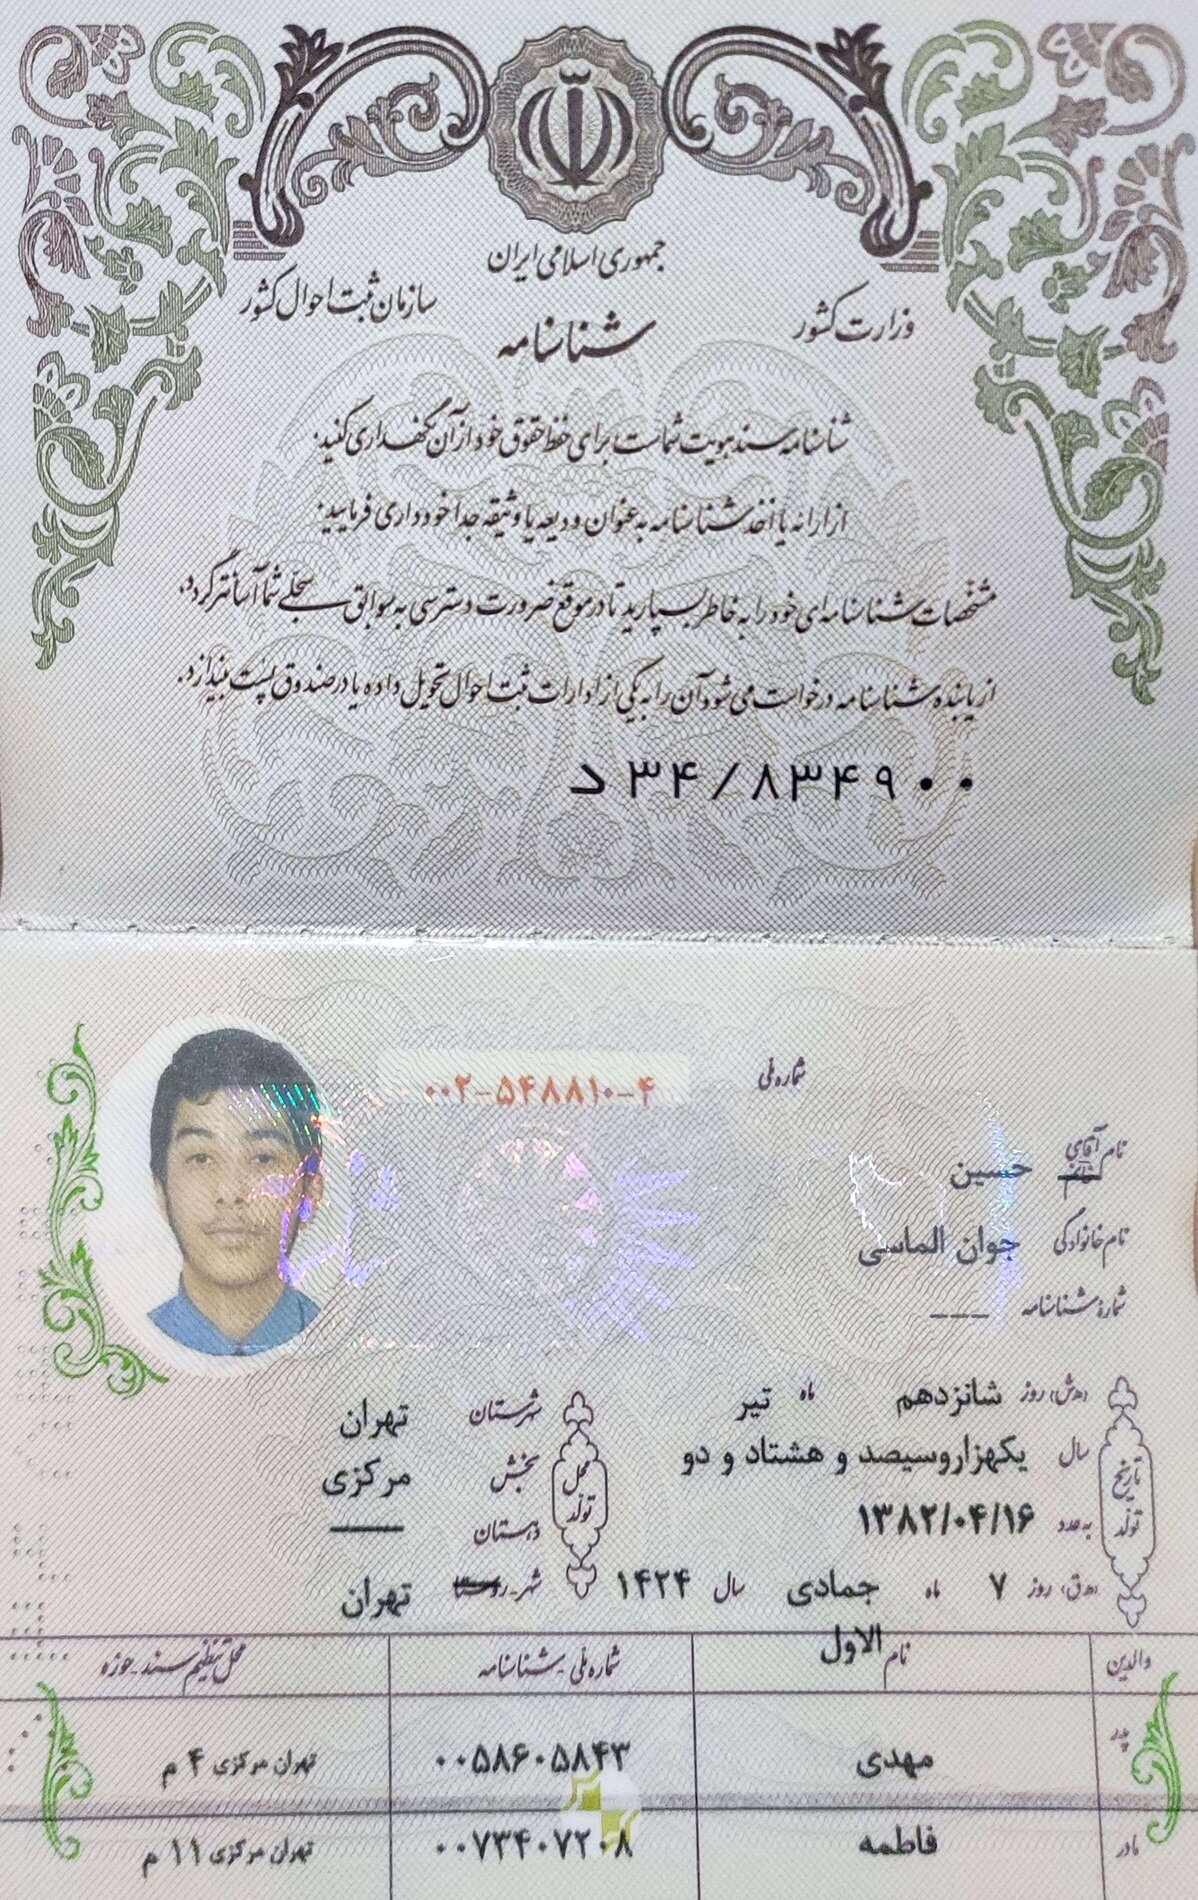 جمهوری اسلامی ایران
وزارت کشور
سازمان ثبت احوال کشور
شناسنامه
شناسنامه سند هویت شماست برای حفظ حقوق خود از آن نگهداری کنید.
از ارائه یا اخذ شناسنامه به عنوان ودیعه یا وثیقه جدا خودداری فرمایید.
مشخصات شناسنامه‌ای خود را به خاطر بسپارید تا در موقع ضرورت دسترسی به سوابق سجلی شما آسانتر گردد.
از یابنده شناسنامه درخواست می شود آن را به یکی از ادارات ثبت احوال تحویل داده یا در صندوق پست بیندازد.
د ۳۴/۸۳۴۹۰۰
شماره ملی ۰۰۲-۵۴۸۸۱۰-۴
نام آقای خانم حسین
نام خانوادگی جوان الماسی
شماره شناسنامه ---
تاریخ تولد
(ه‍.ش) روز شانزدهم ماه تیر
سال یکهزاروسیصد و هشتاد و دو
به عدد ۱۳۸۲/۰۴/۱۶
(ه‍.ق) روز ۷ ماه جمادی الاول سال ۱۴۲۴
محل تولد
شهرستان تهران
بخش مرکزی
دهستان ——
شهر - روستا تهران
والدین نام شماره ملی - شناسنامه محل تنظیم سند - حوزه
پدر مهدی ۰۰۵۸۶۰۵۸۴۳ تهران مرکزی ۴ م
مادر فاطمه ۰۰۷۳۴۰۷۲۰۸ تهران مرکزی ۱۱ م